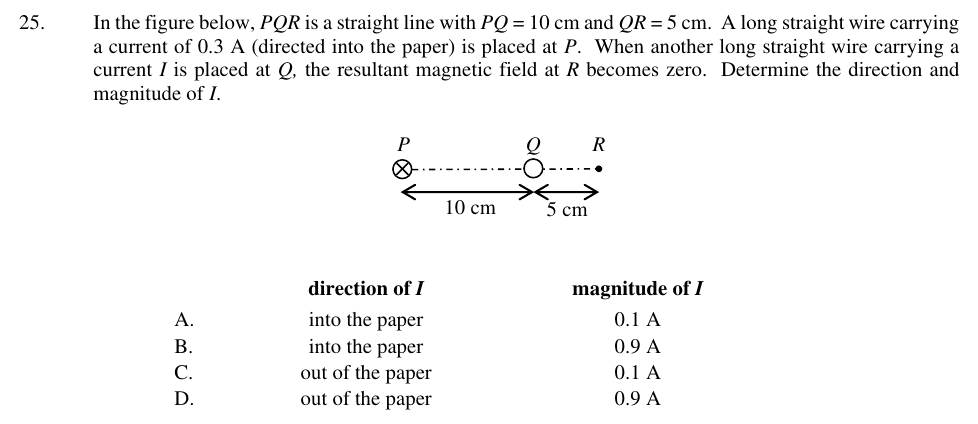 25. In the figure below, PQR is a straight line with PQ = 10 cm and QR = 5 cm. A long straight wire carrying
a current of 0.3 A (directed into the paper) is placed at P. When another long straight wire carrying a
current I is placed at Q, the resultant magnetic field at R becomes zero. Determine the direction and
magnitude of I.
P Q R
10 cm 5 cm
direction of I magnitude of I
A. into the paper 0.1 A
B. into the paper 0.9 A
C. out of the paper 0.1 A
D. out of the paper 0.9 A